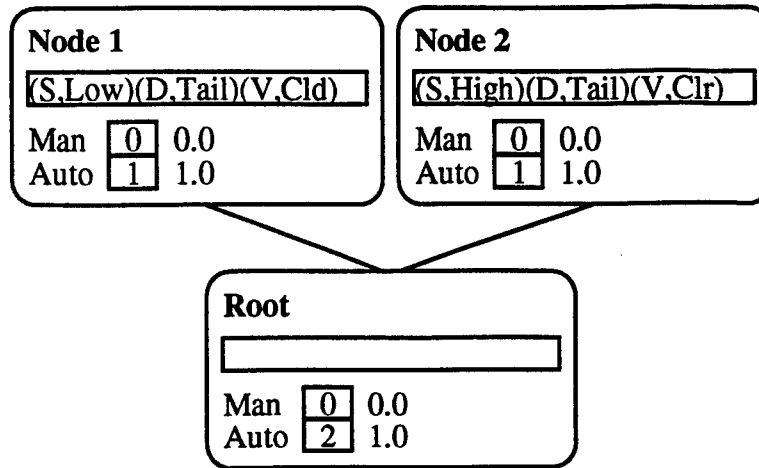 Node 1
(S,Low)(D,Tail)(V,Cld)
Man 0 0.0
Auto 1 1.0
Node 2
(S,High)(D,Tail)(V,Clr)
Man 0 0.0
Auto 1 1.0
Root
Man 0 0.0
Auto 2 1.0